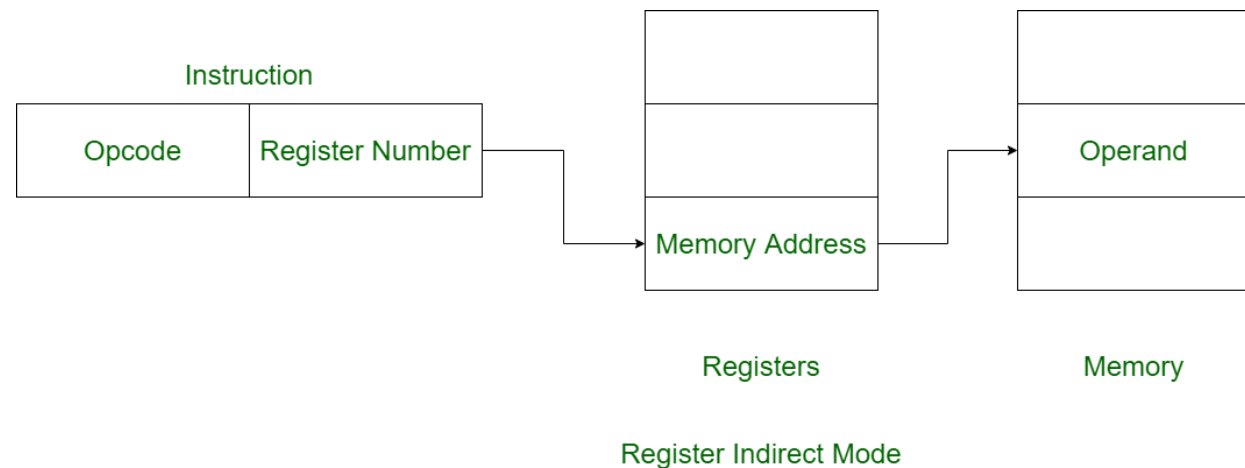 Instruction
Opcode
Register Number
Memory Address
Operand
Registers
Memory
Register Indirect Mode